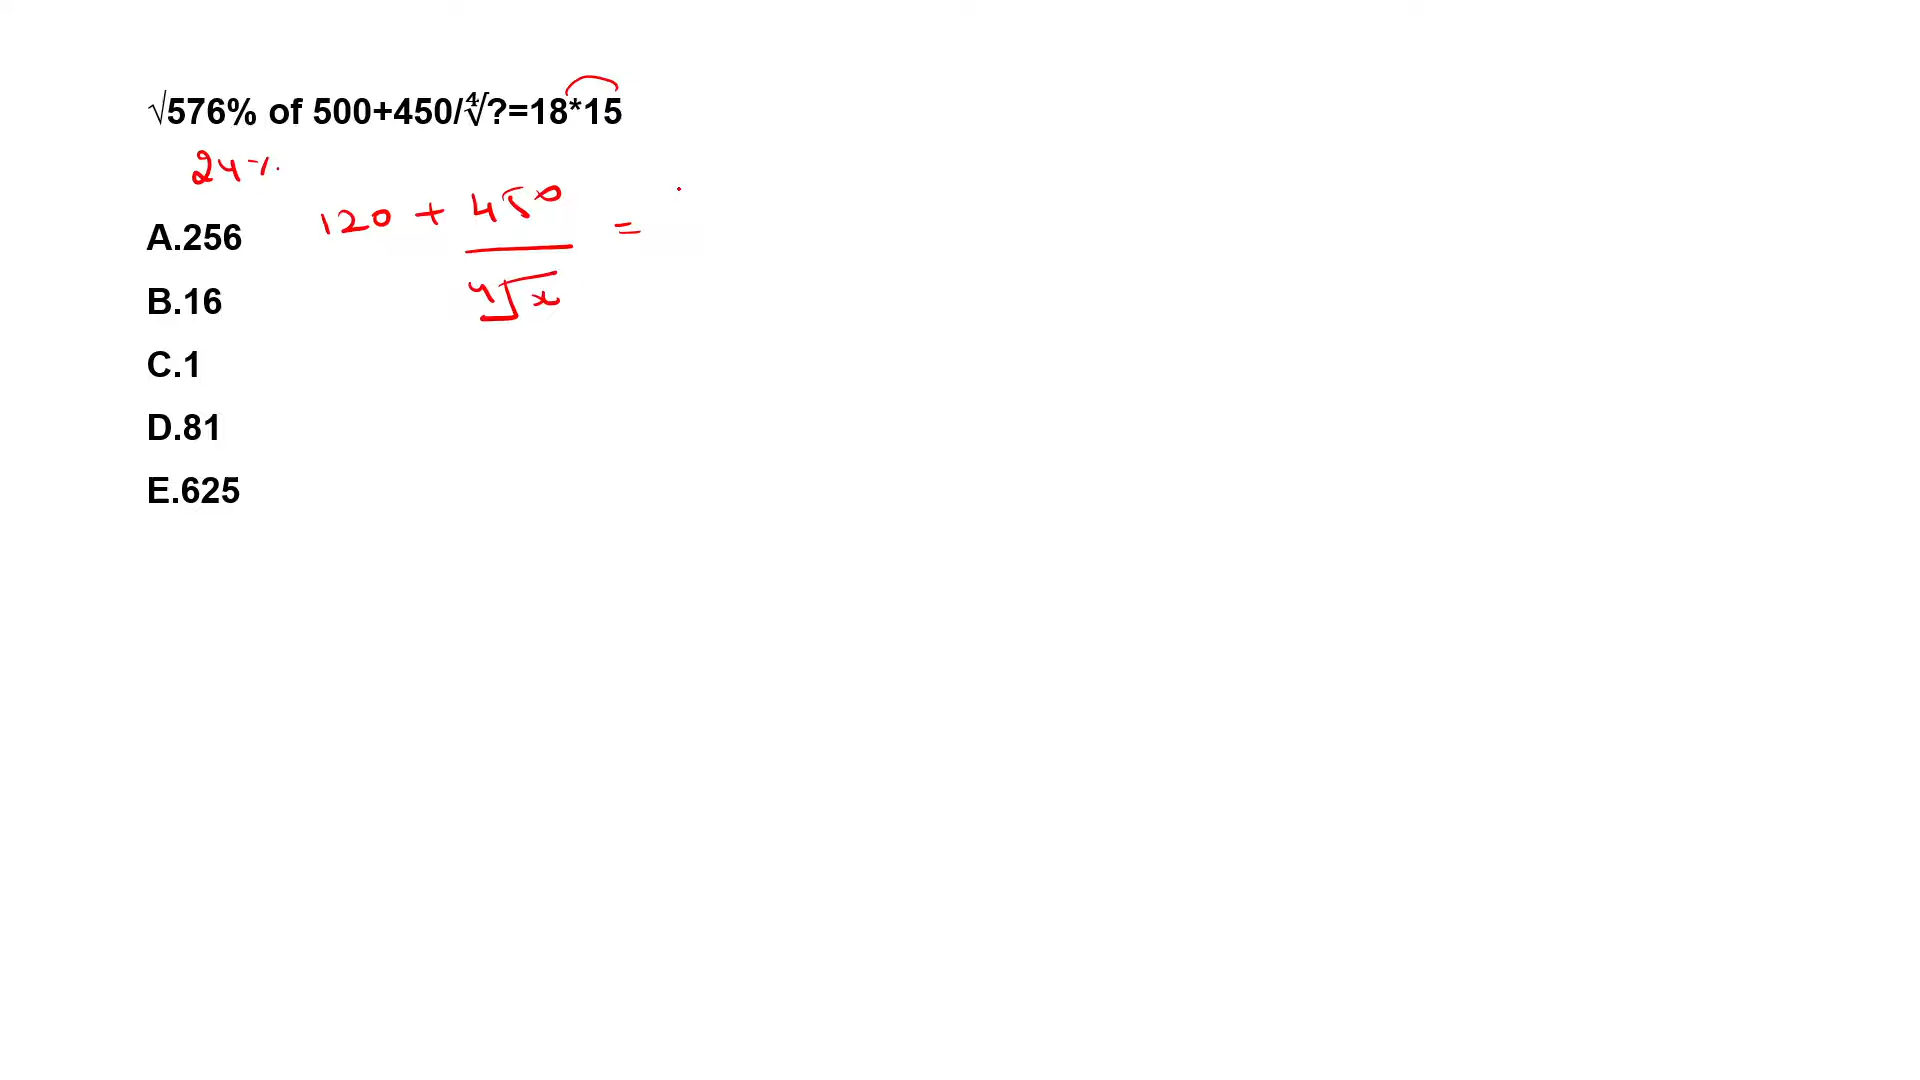 √576% of 500+450/∜?=18*15
24%
120 + 450 =
∜x
A.256
B.16
C.1
D.81
E.625